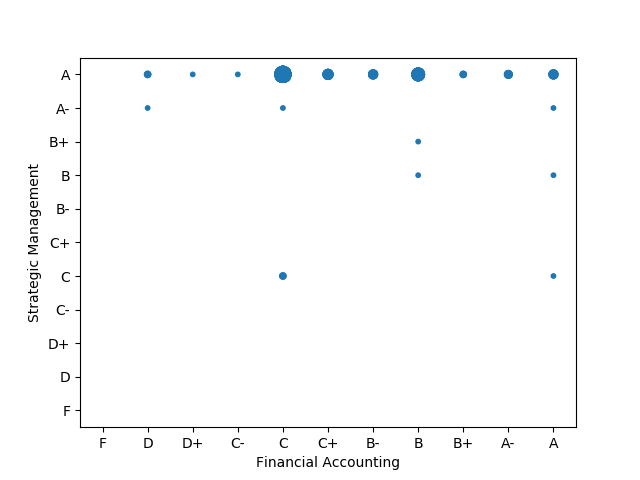 A
A-
B+
B
B-
C+
C
C-
D+
D
F
Strategic Management
F D D+ C- C C+ B- B B+ A- A
Financial Accounting